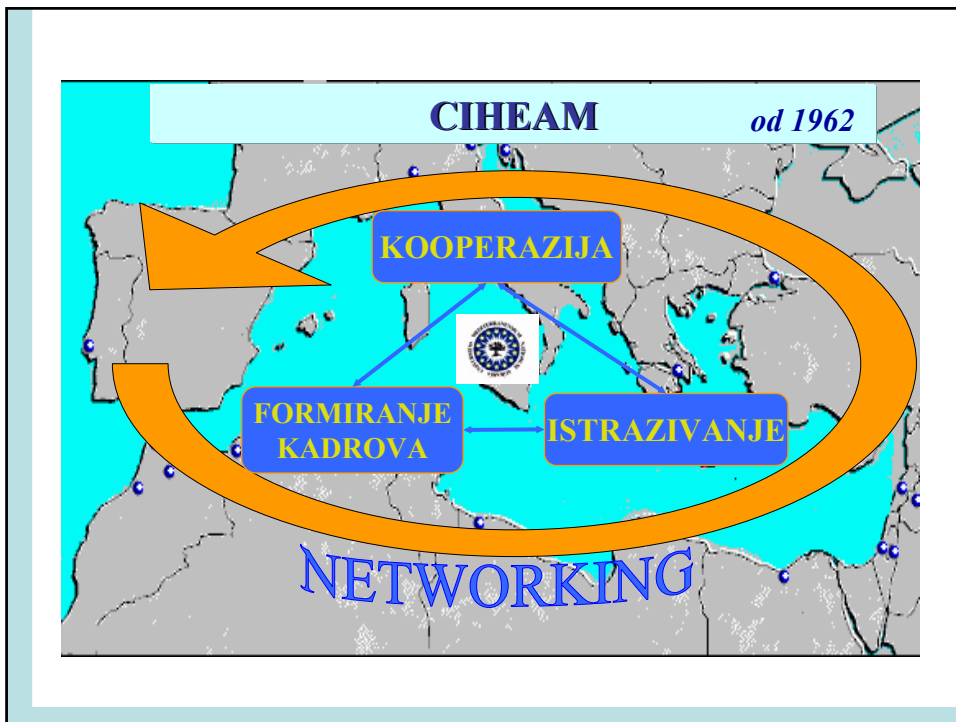 CIHEAM
od 1962
KOOPERAZIJA
FORMIRANJE
KADROVA
ISTRAZIVANJE
NETWORKING